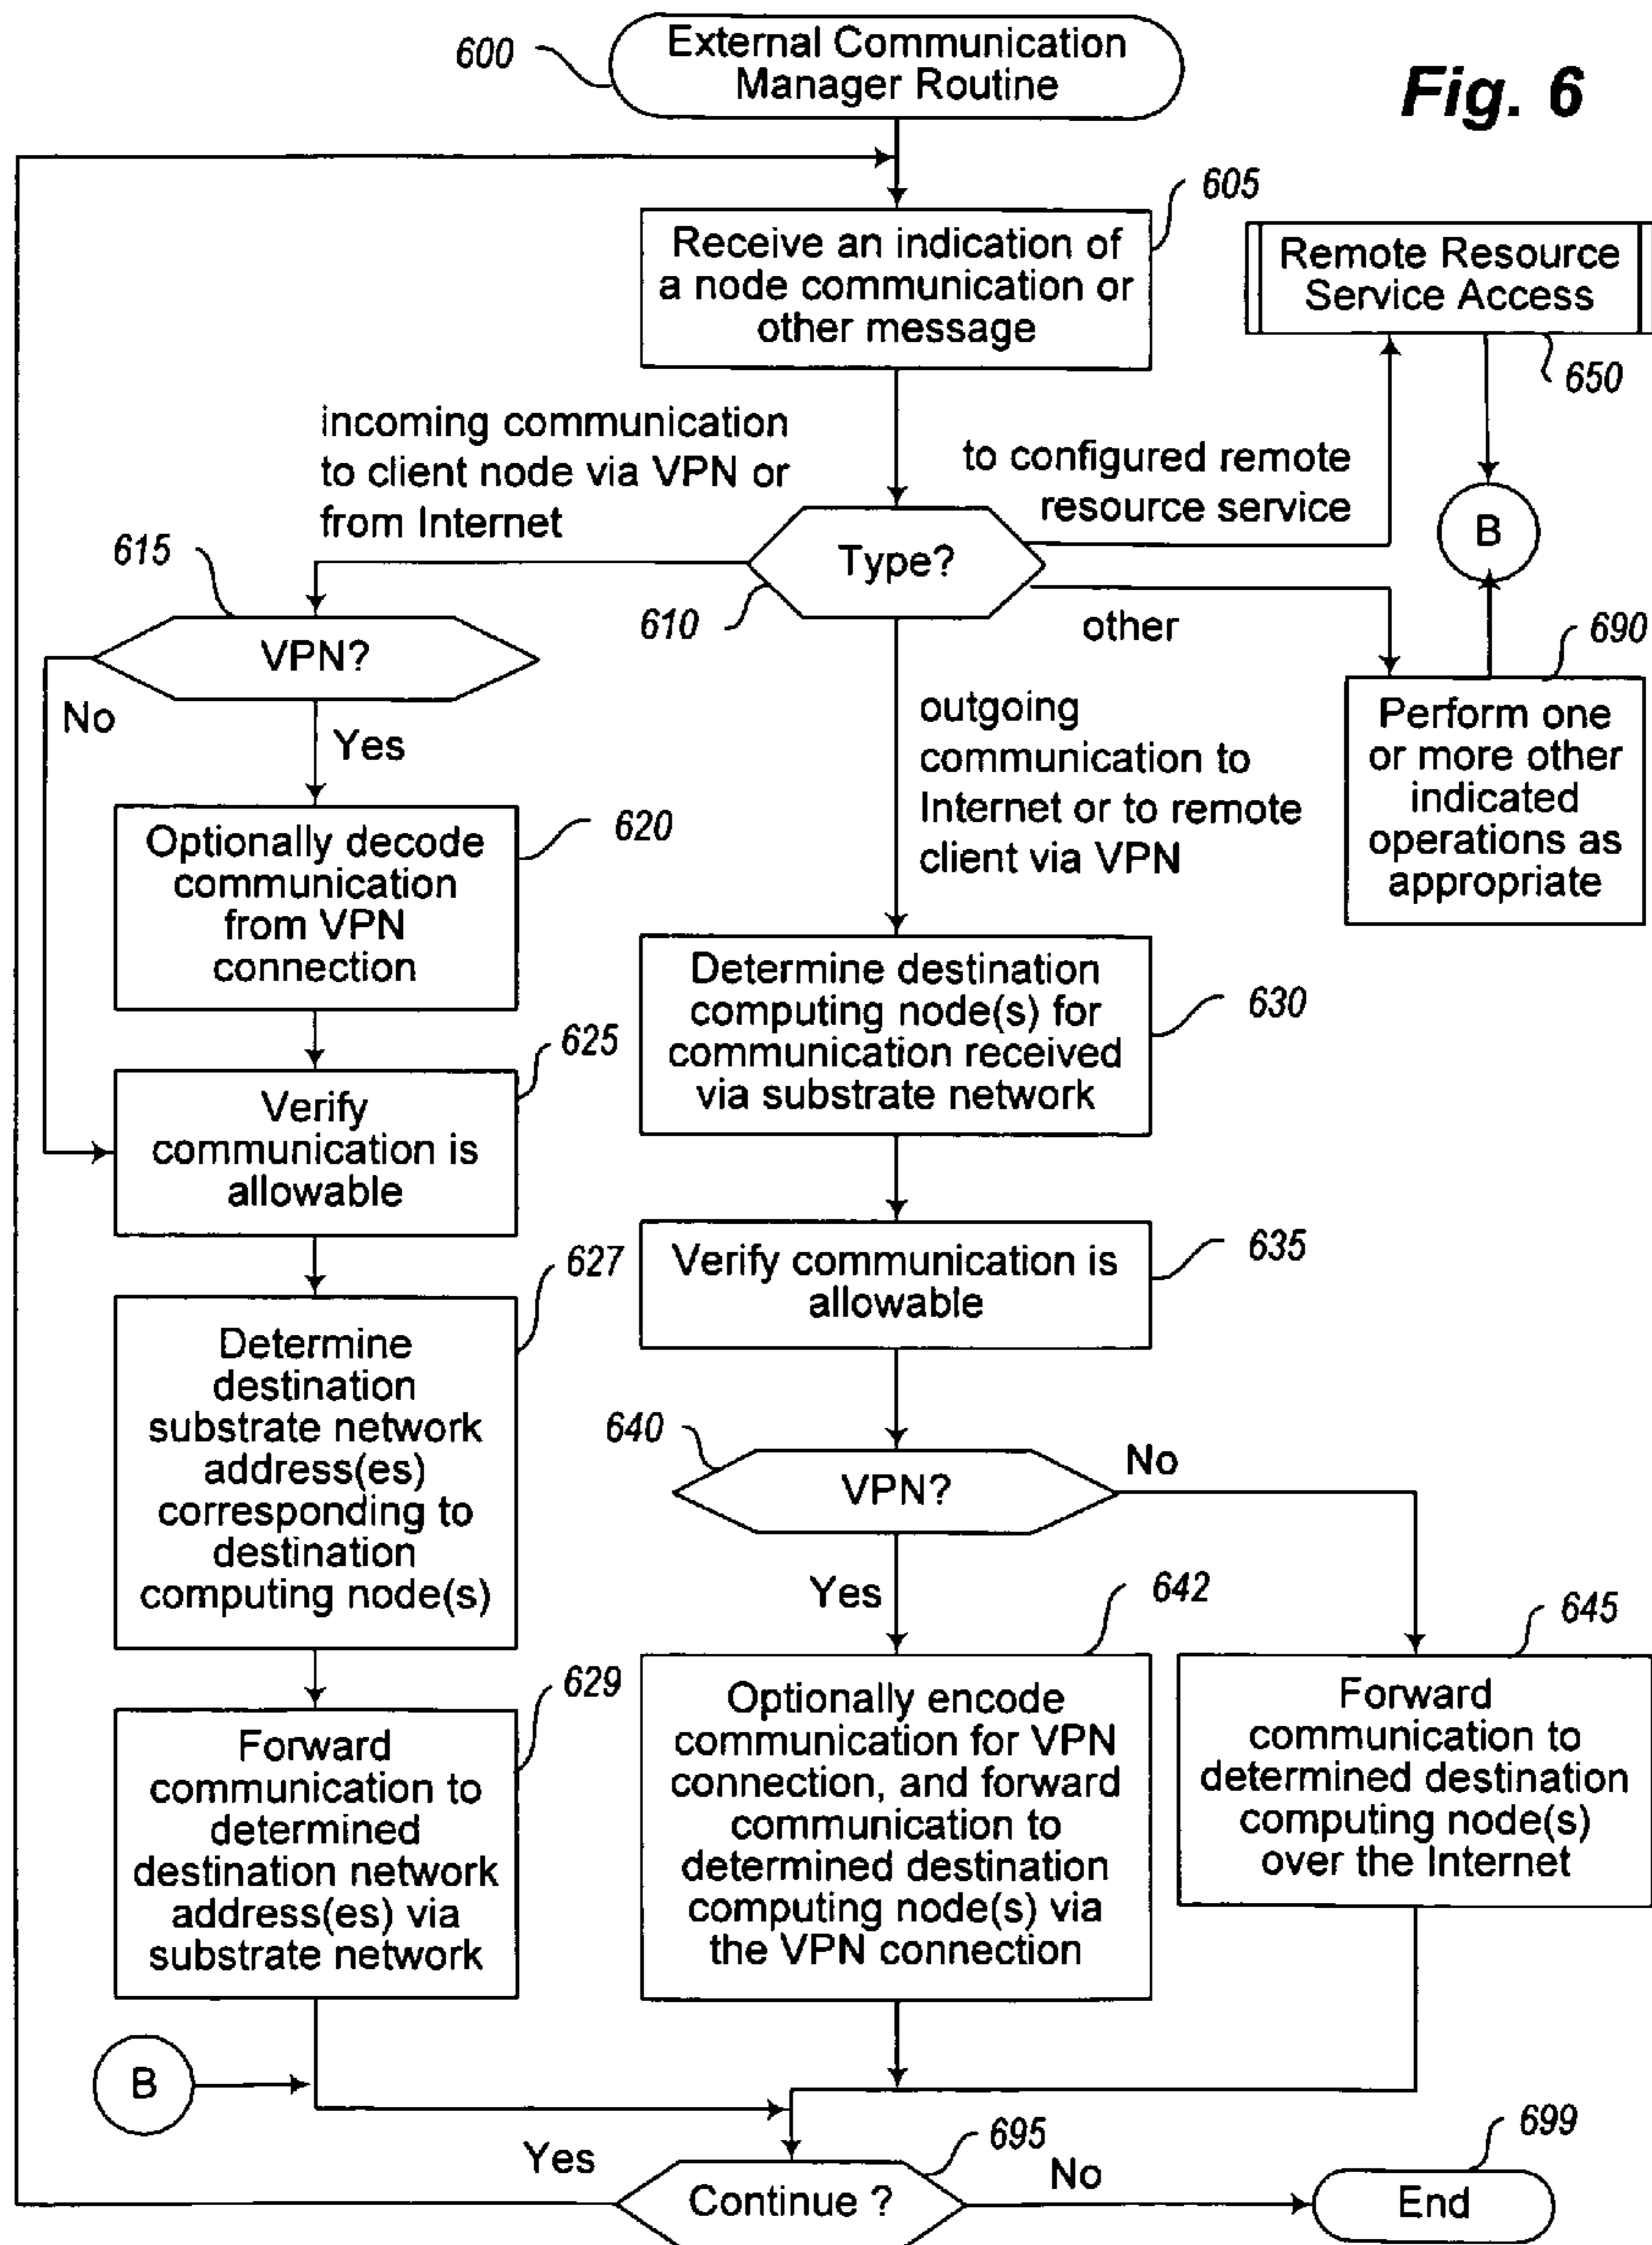 600
External Communication
Manager Routine
Fig. 6
605
Receive an indication of
a node communication or
other message
Remote Resource
Service Access
650
incoming communication
to client node via VPN or
from Internet
to configured remote
resource service
B
615
Type?
610
other
690
VPN?
No
Yes
outgoing
communication to
Internet or to remote
client via VPN
Perform one
or more other
indicated
operations as
appropriate
Optionally decode
communication
from VPN
connection
620
Determine destination
computing node(s) for
communication received
via substrate network
630
625
Verify
communication is
allowable
627
Verify communication is
allowable
635
Determine
destination
substrate network
address(es)
corresponding to
destination
computing node(s)
640
VPN?
No
Yes
642
645
629
Forward
communication to
determined
destination network
address(es) via
substrate network
Optionally encode
communication for VPN
connection, and forward
communication to
determined destination
computing node(s) via
the VPN connection
Forward
communication to
determined destination
computing node(s)
over the Internet
B
Yes
695
Continue ?
No
699
End